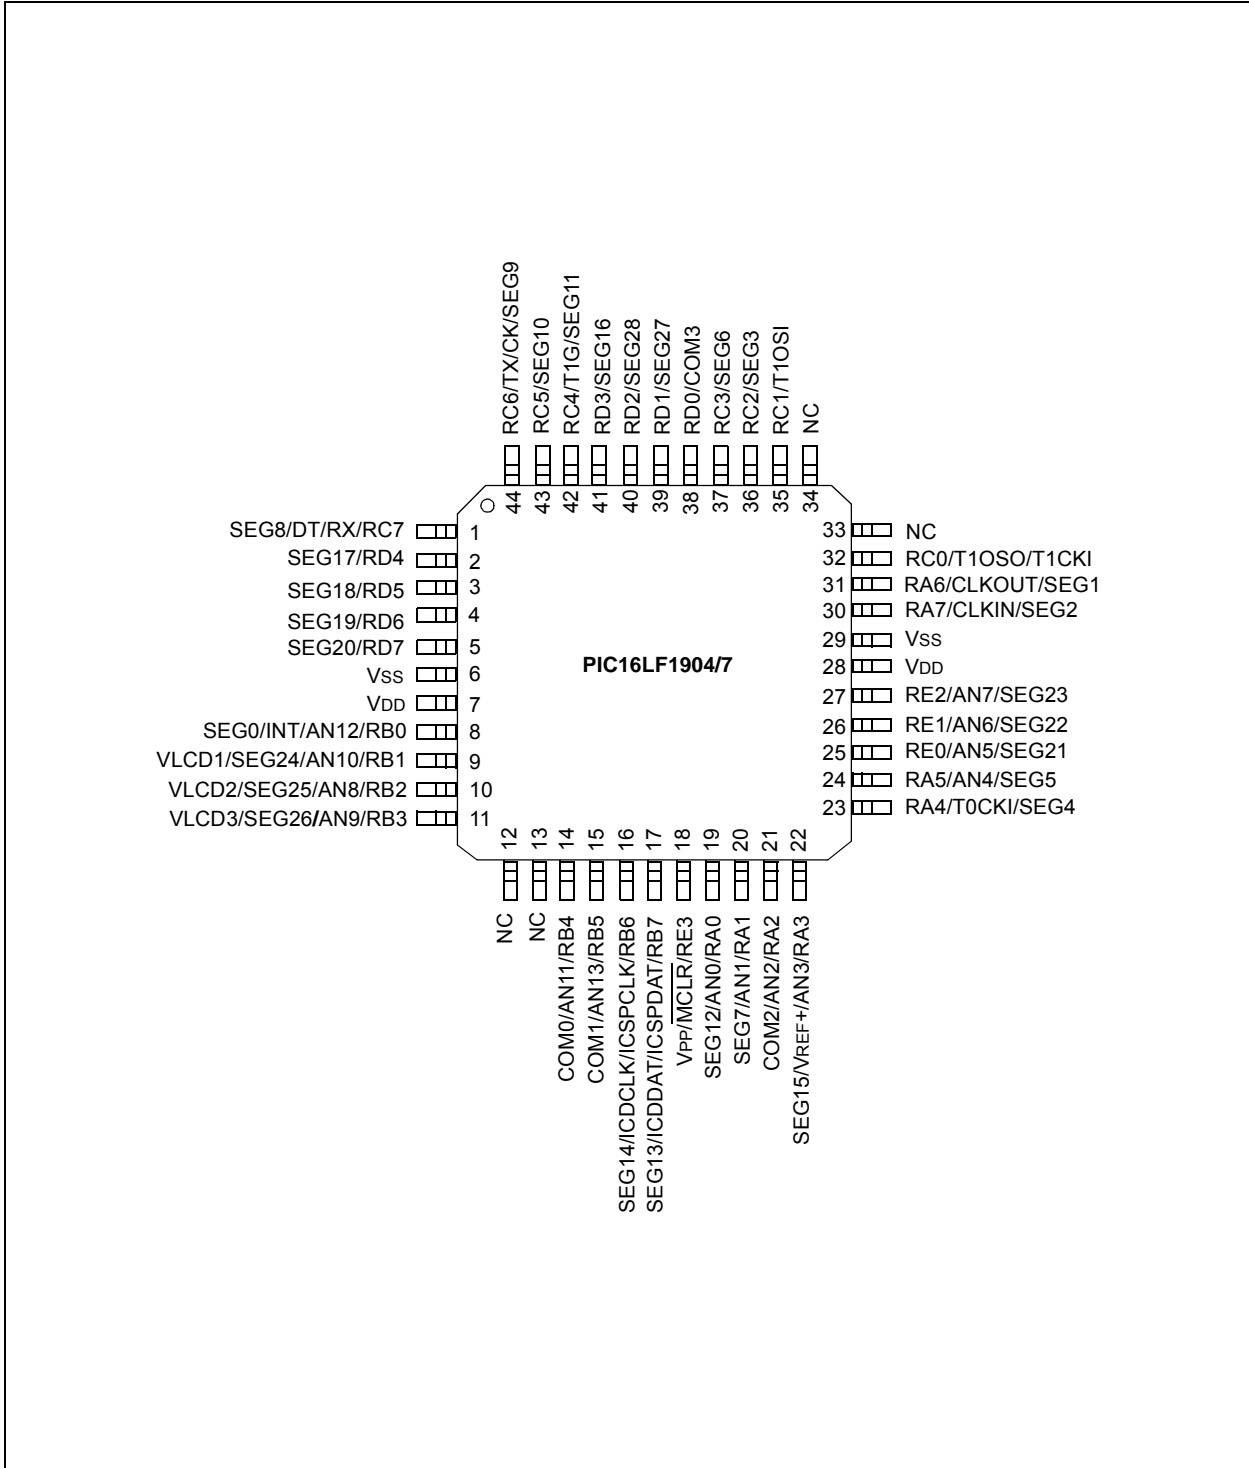 RC6/TX/CK/SEG9
RC5/SEG10
RC4/T1G/SEG11
RD3/SEG16
RD2/SEG28
RD1/SEG27
RD0/COM3
RC3/SEG6
RC2/SEG3
RC1/T1OSI
NC
44
43
42
41
40
39
38
37
36
35
34
SEG8/DT/RX/RC7 1
SEG17/RD4 2
SEG18/RD5 3
SEG19/RD6 4
SEG20/RD7 5
VSS 6
VDD 7
SEG0/INT/AN12/RB0 8
VLCD1/SEG24/AN10/RB1 9
VLCD2/SEG25/AN8/RB2 10
VLCD3/SEG26/AN9/RB3 11
PIC16LF1904/7
33 NC
32 RC0/T1OSO/T1CKI
31 RA6/CLKOUT/SEG1
30 RA7/CLKIN/SEG2
29 VSS
28 VDD
27 RE2/AN7/SEG23
26 RE1/AN6/SEG22
25 RE0/AN5/SEG21
24 RA5/AN4/SEG5
23 RA4/T0CKI/SEG4
12
13
14
15
16
17
18
19
20
21
22
NC
NC
COM0/AN11/RB4
COM1/AN13/RB5
SEG14/ICDCLK/ICSPCLK/RB6
SEG13/ICDDAT/ICSPDAT/RB7
VPP/MCLR/RE3
SEG12/AN0/RA0
SEG7/AN1/RA1
COM2/AN2/RA2
SEG15/VREF+/AN3/RA3